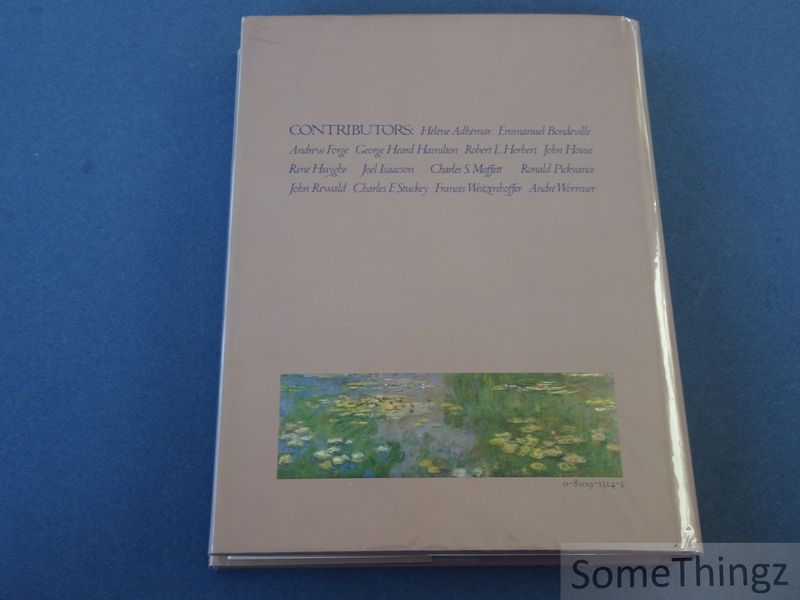 CONTRIBUTORS: Hélène Adhémar Emmanuel Bondeville
Andrew Forge George Heard Hamilton Robert L. Herbert John House
René Huyghe Joel Isaacson Charles S. Moffett Ronald Pickvance
John Rewald Charles F. Stuckey Frances Weitzenhoffer André Wormser
0-8109-1314-3
SomeThingz